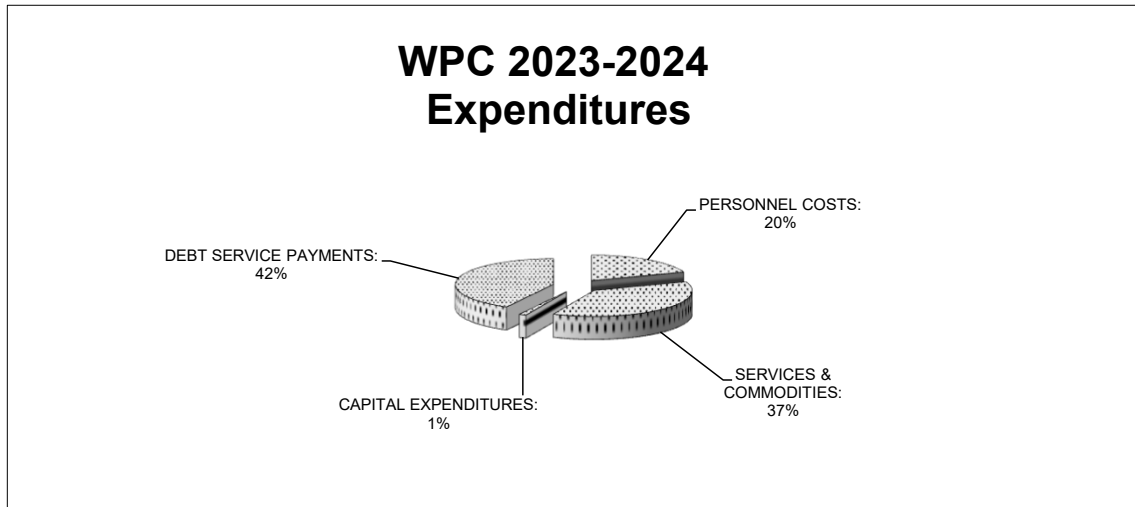 WPC 2023-2024
Expenditures
PERSONNEL COSTS:
20%
DEBT SERVICE PAYMENTS:
42%
SERVICES &
COMMODITIES:
37%
CAPITAL EXPENDITURES:
1%